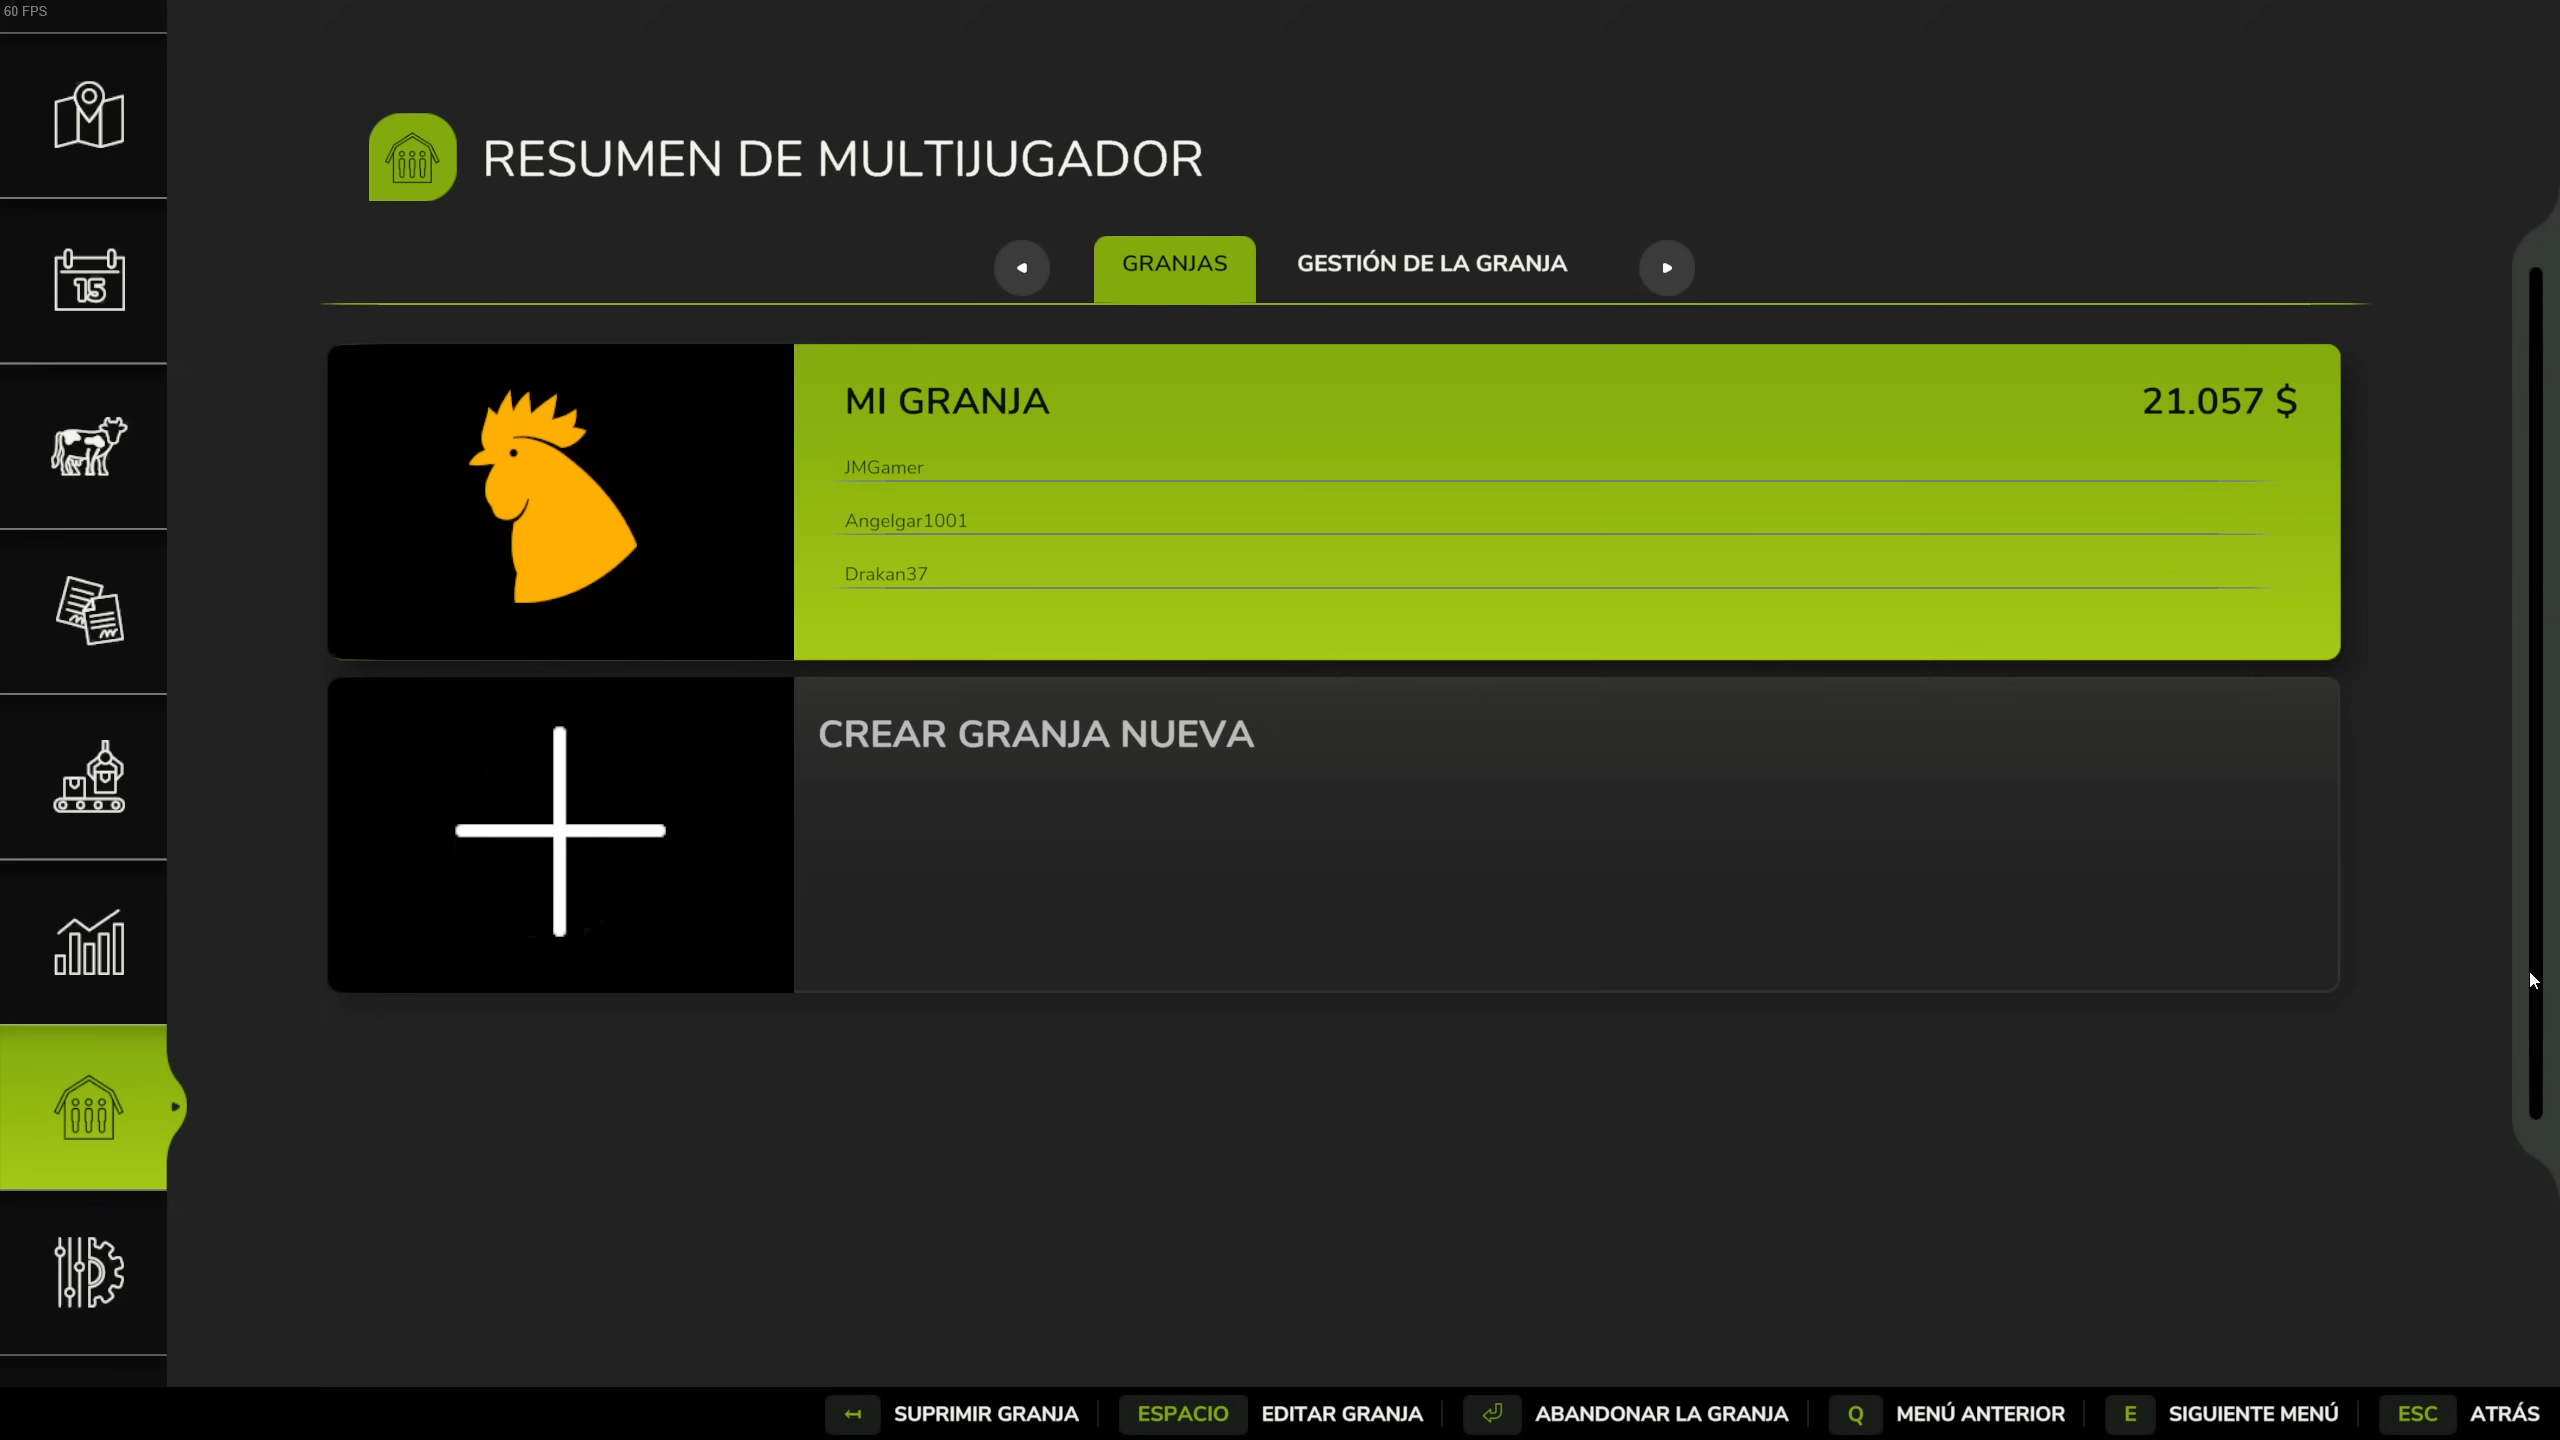 60 FPS
RESUMEN DE MULTIJUGADOR
GRANJAS GESTIÓN DE LA GRANJA
15
MI GRANJA 21.057 $
JMGamer
Angelgar1001
Drakan37
CREAR GRANJA NUEVA
SUPRIMIR GRANJA ESPACIO EDITAR GRANJA ABANDONAR LA GRANJA Q MENÚ ANTERIOR E SIGUIENTE MENÚ ESC ATRÁS